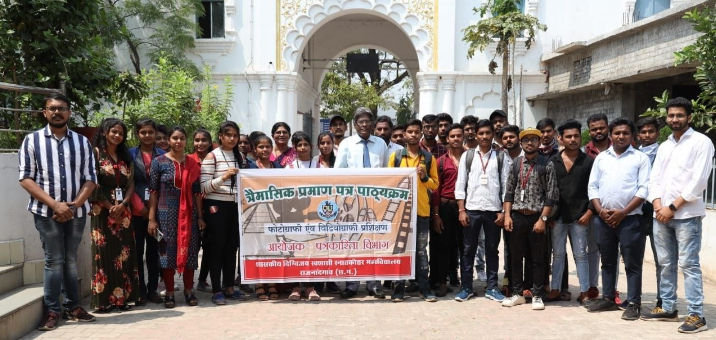 त्रैमासिक प्रमाण पत्र पाठ्यक्रम
फोटोग्राफी एवं विडियोग्राफी प्रशिक्षण
आयोजक पत्रकारिता विभाग
शासकीय दिग्विजय स्वशासी स्नातकोत्तर महाविद्यालय
राजनांदगांव (छ.ग.)